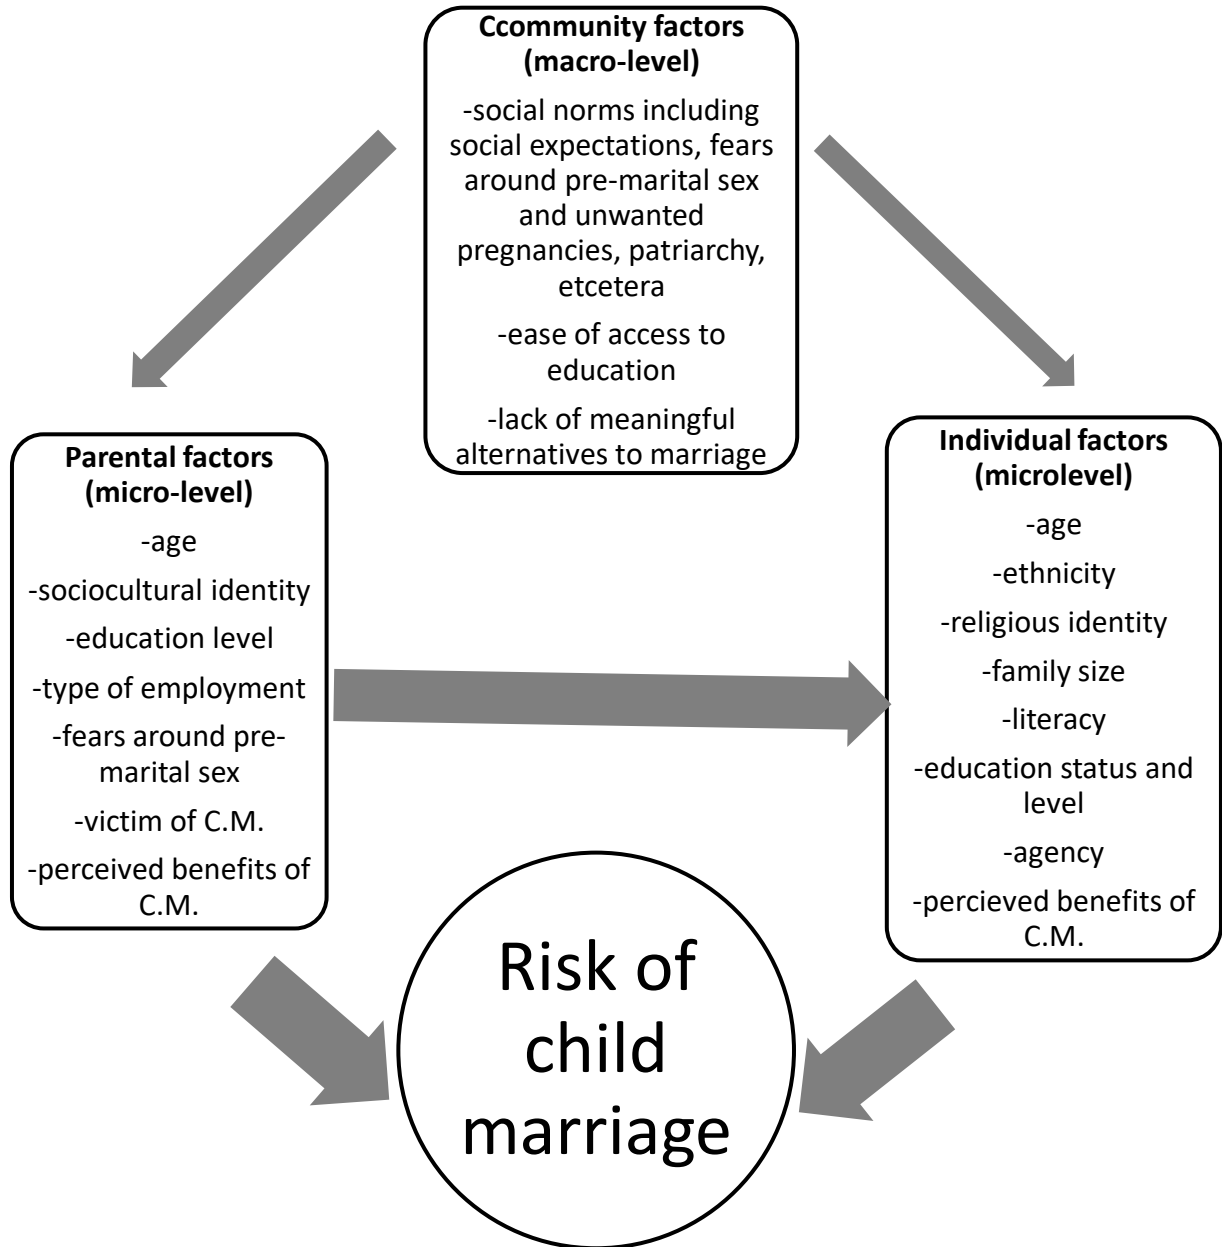 Ccommunity factors
(macro-level)
-social norms including
social expectations, fears
around pre-marital sex
and unwanted
pregnancies, patriarchy,
etcetera
-ease of access to
education
-lack of meaningful
alternatives to marriage
Parental factors
(micro-level)
-age
-sociocultural identity
-education level
-type of employment
-fears around pre-
marital sex
-victim of C.M.
-perceived benefits of
C.M.
Individual factors
(microlevel)
-age
-ethnicity
-religious identity
-family size
-literacy
-education status and
level
-agency
-percieved benefits of
C.M.
Risk of
child
marriage